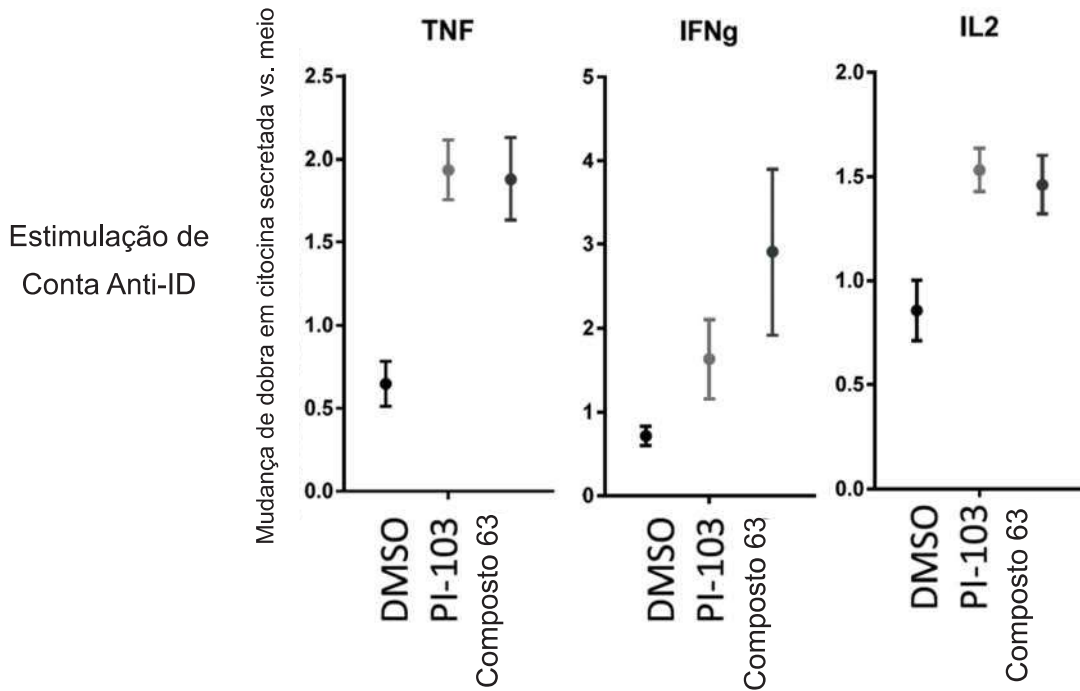 Estimulação de
Conta Anti-ID
Mudança de dobra em citocina secretada vs. meio
TNF
2.5
2.0
1.5
1.0
0.5
0.0
DMSO
PI-103
Composto 63
IFNg
5
4
3
2
1
0
DMSO
PI-103
Composto 63
IL2
2.0
1.5
1.0
0.5
0.0
DMSO
PI-103
Composto 63